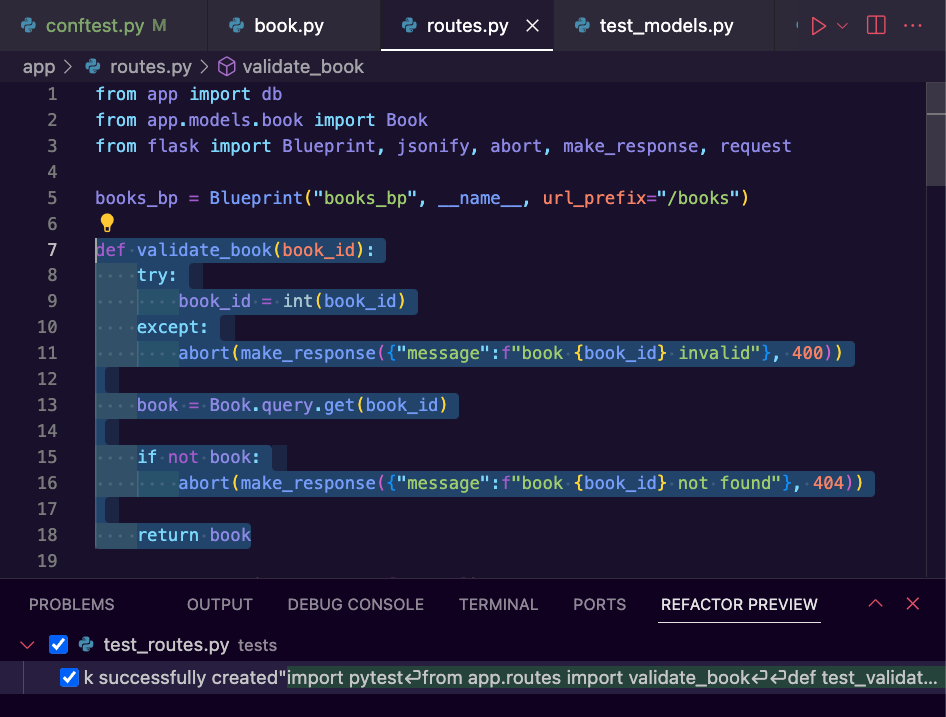 conftest.py M
book.py
routes.py
test_models.py
app > routes.py > validate_book
1 from app import db
2 from app.models.book import Book
3 from flask import Blueprint, jsonify, abort, make_response, request
4
5 books_bp = Blueprint("books_bp", __name__, url_prefix="/books")
6
7 def validate_book(book_id):
8 try:
9 book_id = int(book_id)
10 except:
11 abort(make_response({"message":f"book {book_id} invalid"}, 400))
12
13 book = Book.query.get(book_id)
14
15 if not book:
16 abort(make_response({"message":f"book {book_id} not found"}, 404))
17
18 return book
19
PROBLEMS OUTPUT DEBUG CONSOLE TERMINAL PORTS REFACTOR PREVIEW
test_routes.py tests
k successfully created"import pytest↵from app.routes import validate_book↵↵def test_validat...